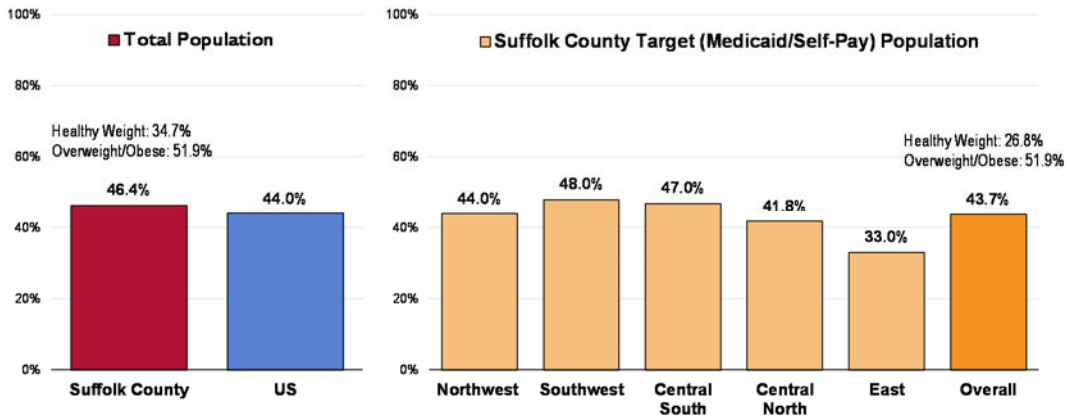 100%
Total Population
80%
Healthy Weight: 34.7%
Overweight/Obese: 51.9%
60%
46.4%
44.0%
40%
20%
0%
Suffolk County
US
100%
Suffolk County Target (Medicaid/Self-Pay) Population
80%
Healthy Weight: 26.8%
Overweight/Obese: 51.9%
60%
44.0%
48.0%
47.0%
41.8%
33.0%
43.7%
40%
20%
0%
Northwest
Southwest
Central
South
Central
North
East
Overall